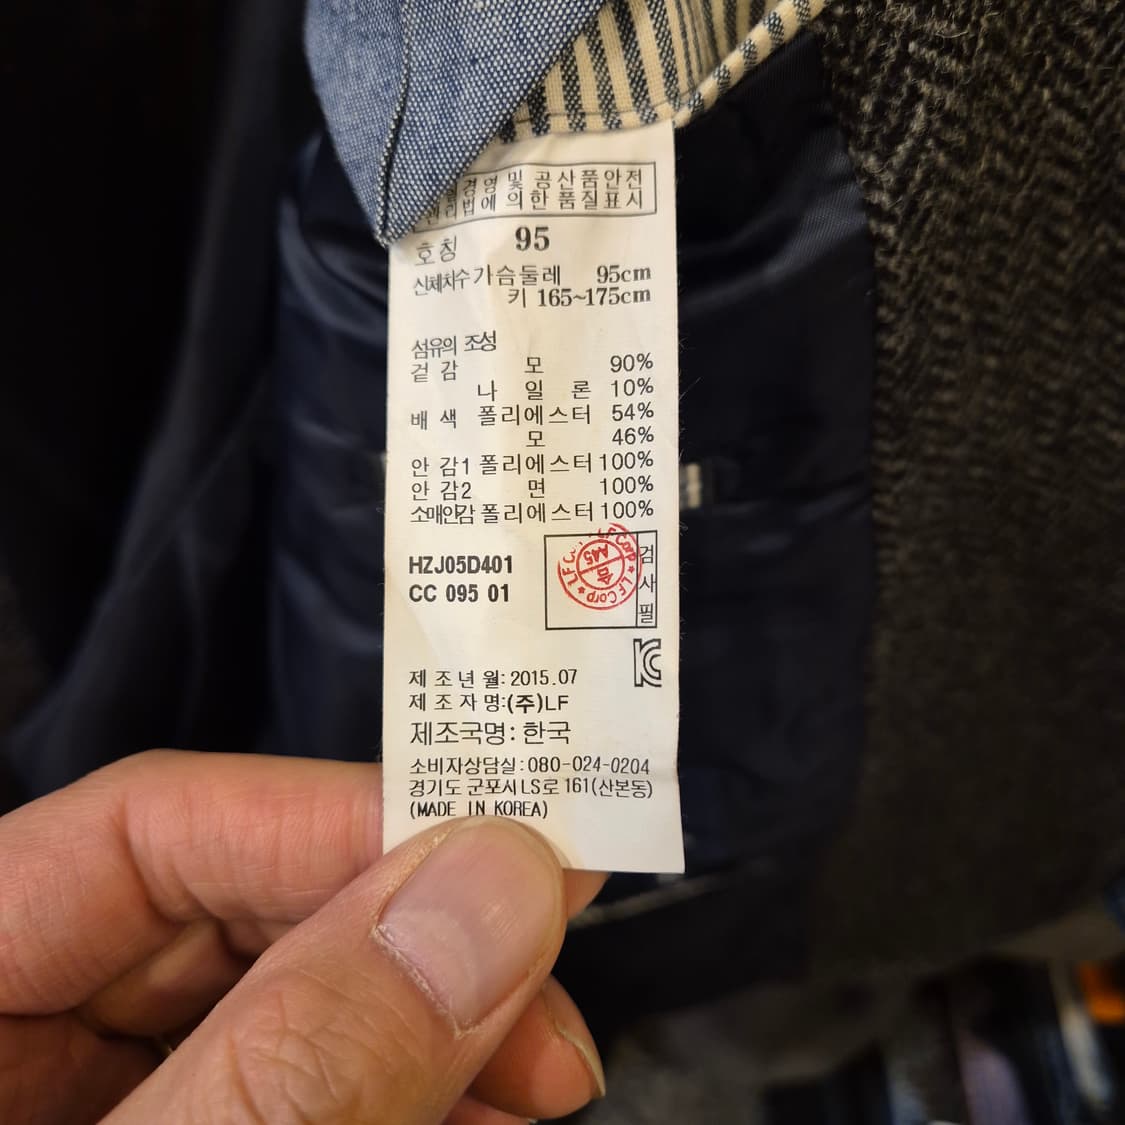 경영 및 공산품안전
관리법에 의한 품질표시
호칭 95
신체치수 가슴둘레 95cm
키 165~175cm
섬유의 조성
겉감 모 90%
나일론 10%
배색 폴리에스터 54%
모 46%
안감1 폴리에스터 100%
안감2 면 100%
소매안감 폴리에스터 100%
HZJ05D401
CC 095 01
검사필
LF Corp ★ LF Corp ★
A45
제조년월: 2015.07
제조자명:(주)LF
제조국명: 한국
소비자상담실: 080-024-0204
경기도 군포시 LS로 161(산본동)
(MADE IN KOREA)